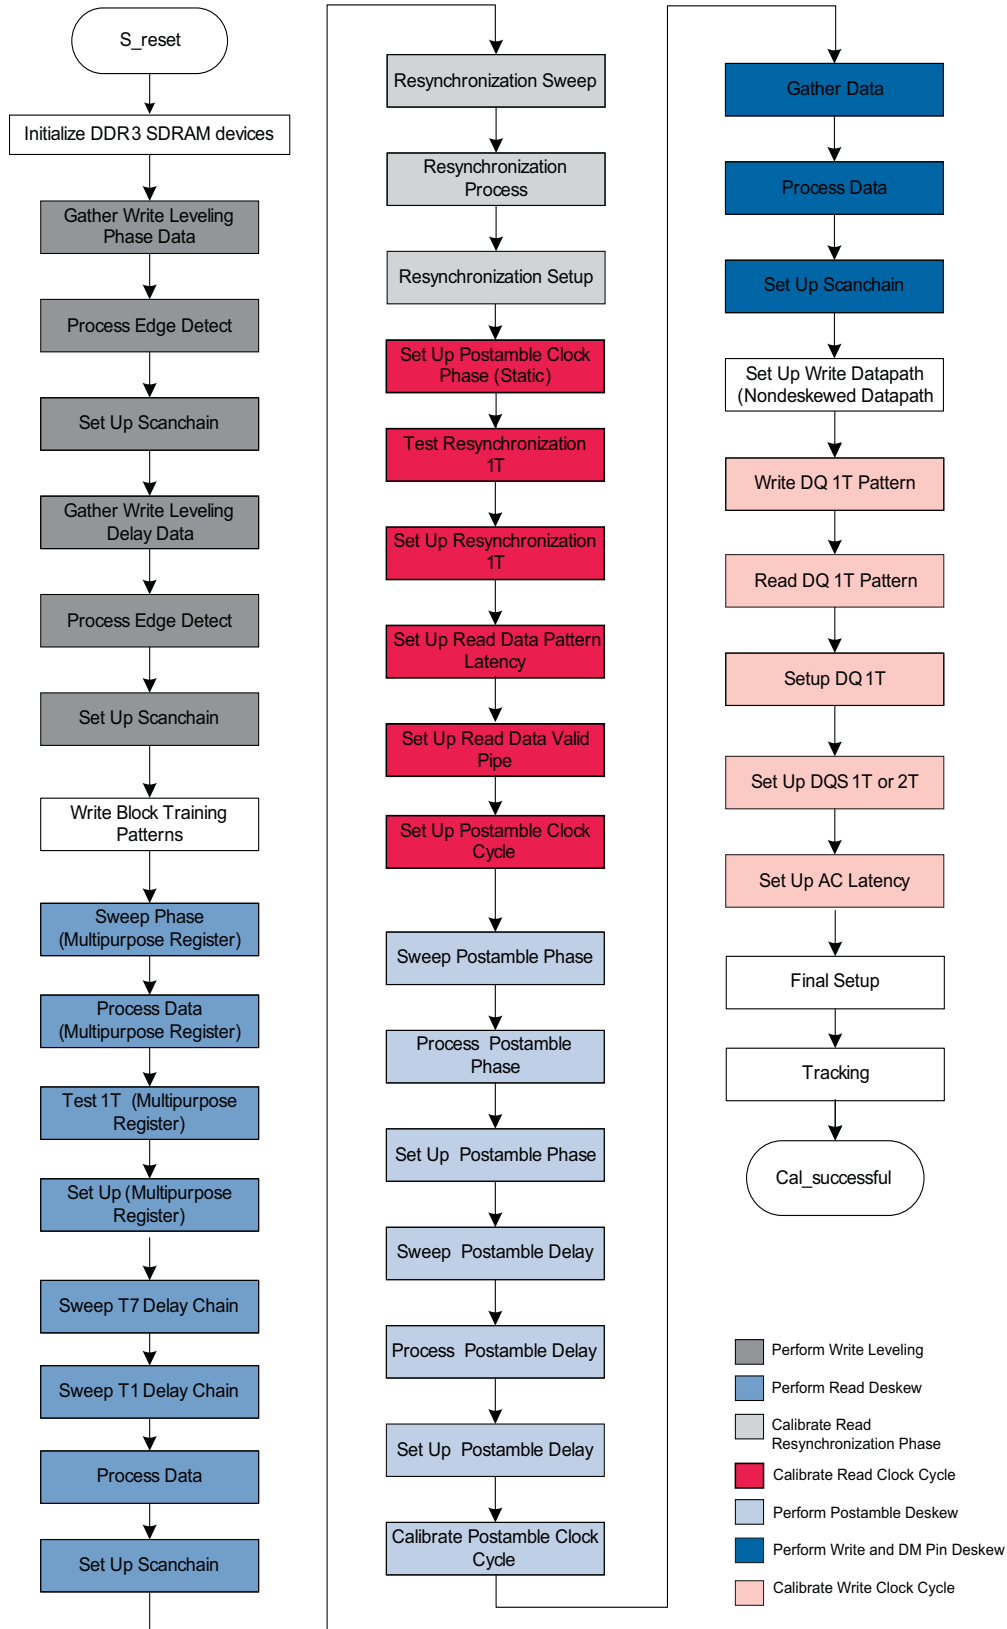 S_reset
Initialize DDR3 SDRAM devices
Gather Write Leveling
Phase Data
Process Edge Detect
Set Up Scanchain
Gather Write Leveling
Delay Data
Process Edge Detect
Set Up Scanchain
Write Block Training
Patterns
Sweep Phase
(Multipurpose Register)
Process Data
(Multipurpose Register)
Test 1T (Multipurpose
Register)
Set Up (Multipurpose
Register)
Sweep T7 Delay Chain
Sweep T1 Delay Chain
Process Data
Set Up Scanchain
Resynchronization Sweep
Resynchronization
Process
Resynchronization Setup
Set Up Postamble Clock
Phase (Static)
Test Resynchronization
1T
Set Up Resynchronization
1T
Set Up Read Data Pattern
Latency
Set Up Read Data Valid
Pipe
Set Up Postamble Clock
Cycle
Sweep Postamble Phase
Process Postamble
Phase
Set Up Postamble Phase
Sweep Postamble Delay
Process Postamble Delay
Set Up Postamble Delay
Calibrate Postamble Clock
Cycle
Gather Data
Process Data
Set Up Scanchain
Set Up Write Datapath
(Nondeskewed Datapath
Write DQ 1T Pattern
Read DQ 1T Pattern
Setup DQ 1T
Set Up DQS 1T or 2T
Set Up AC Latency
Final Setup
Tracking
Cal_successful
Perform Write Leveling
Perform Read Deskew
Calibrate Read
Resynchronization Phase
Calibrate Read Clock Cycle
Perform Postamble Deskew
Perform Write and DM Pin Deskew
Calibrate Write Clock Cycle